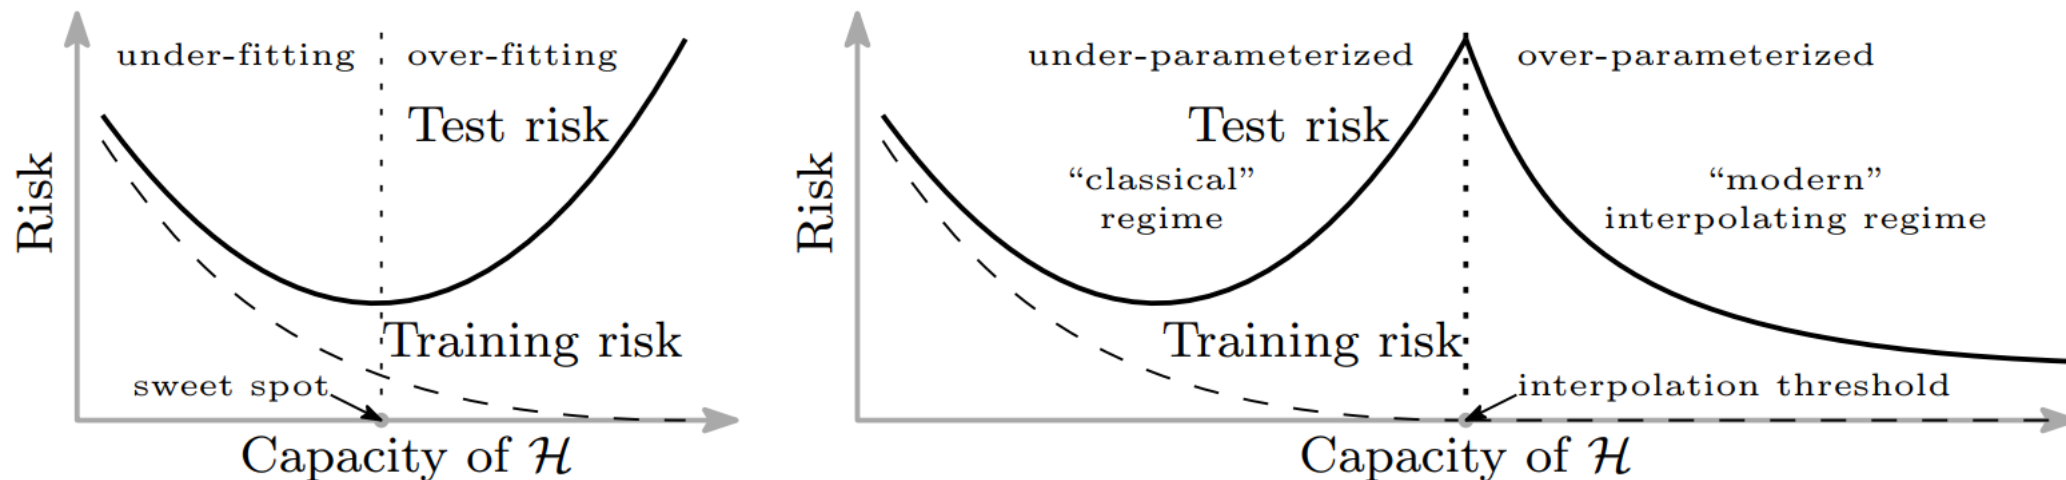 under-fitting
over-fitting
Test risk
Risk
Training risk
sweet spot
Capacity of ℋ
under-parameterized
over-parameterized
Test risk
“classical”
regime
“modern”
interpolating regime
Risk
Training risk
interpolation threshold
Capacity of ℋ